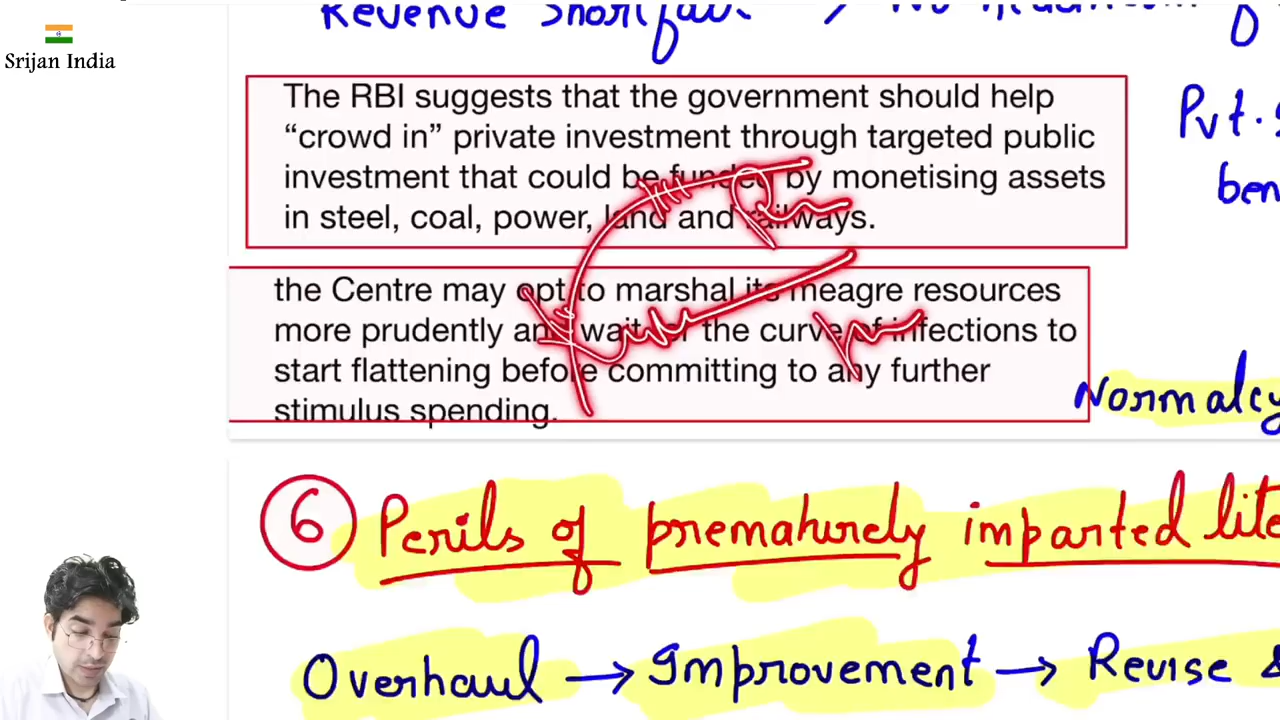 Revenue Shortfall → No
Srijan India
The RBI suggests that the government should help
“crowd in” private investment through targeted public
investment that could be funded by monetising assets
in steel, coal, power, land and railways.
Pvt.
ben
the Centre may opt to marshal its meagre resources
more prudently and wait for the curve of infections to
start flattening before committing to any further
stimulus spending.
Normalcy
6 Perils of prematurely imparted lite
Overhaul → Improvement → Revise &